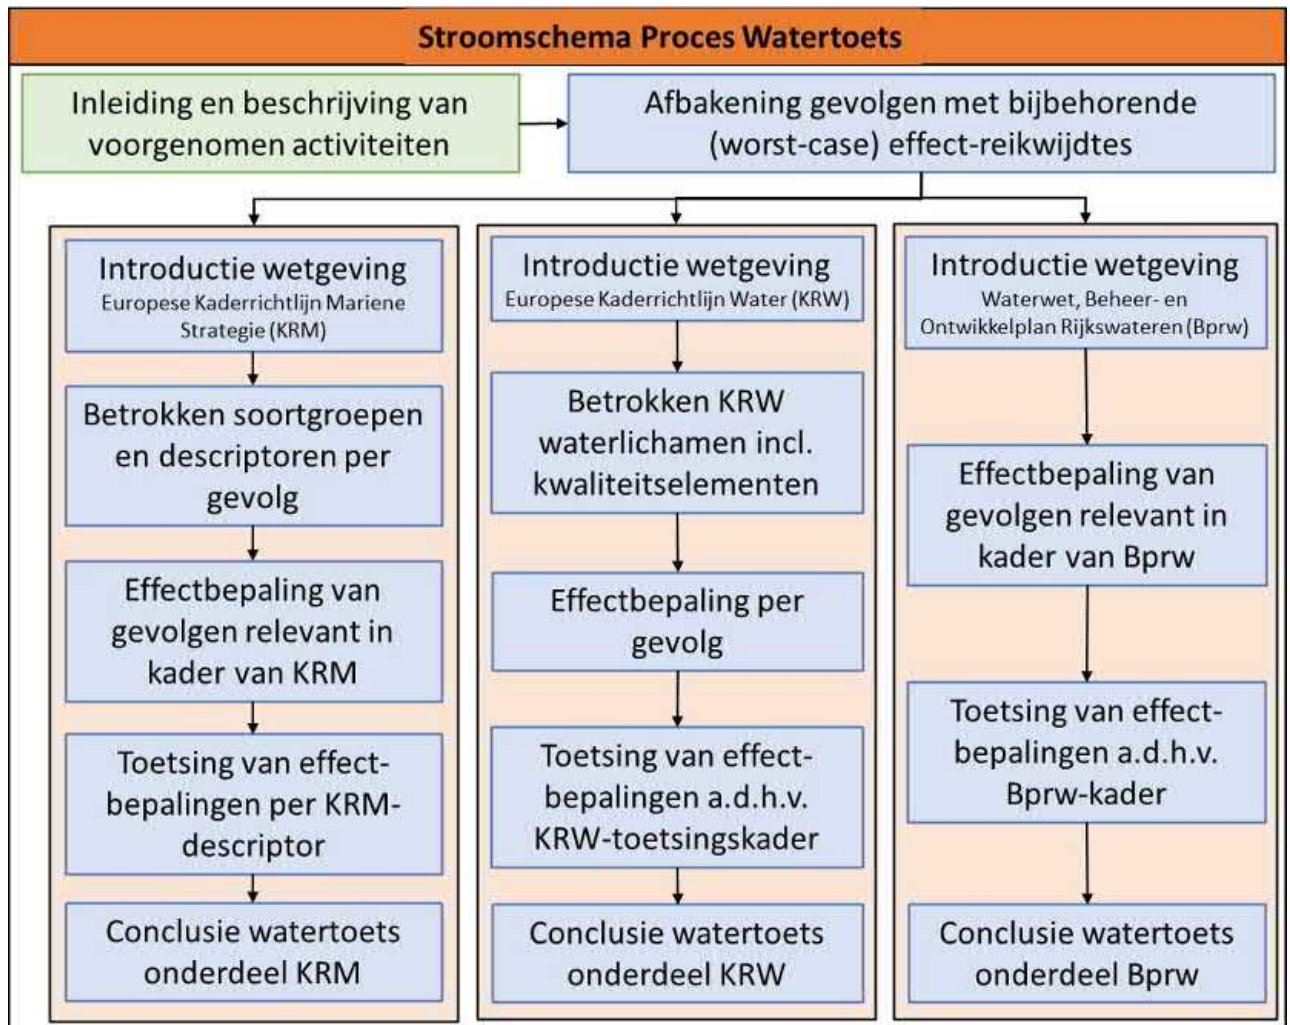 Stroomschema Proces Watertoets
Inleiding en beschrijving van
voorgenomen activiteiten
Afbakening gevolgen met bijbehorende
(worst-case) effect-reikwijdtes
Introductie wetgeving
Europese Kaderrichtlijn Mariene
Strategie (KRM)
Betrokken soortgroepen
en descriptoren per
gevolg
Effectbepaling van
gevolgen relevant in
kader van KRM
Toetsing van effect-
bepalingen per KRM-
descriptor
Conclusie watertoets
onderdeel KRM
Introductie wetgeving
Europese Kaderrichtlijn Water (KRW)
Betrokken KRW
waterlichamen incl.
kwaliteitselementen
Effectbepaling per
gevolg
Toetsing van effect-
bepalingen a.d.h.v.
KRW-toetsingskader
Conclusie watertoets
onderdeel KRW
Introductie wetgeving
Waterwet, Beheer- en
Ontwikkelplan Rijkswateren (Bprw)
Effectbepaling van
gevolgen relevant in
kader van Bprw
Toetsing van effect-
bepalingen a.d.h.v.
Bprw-kader
Conclusie watertoets
onderdeel Bprw